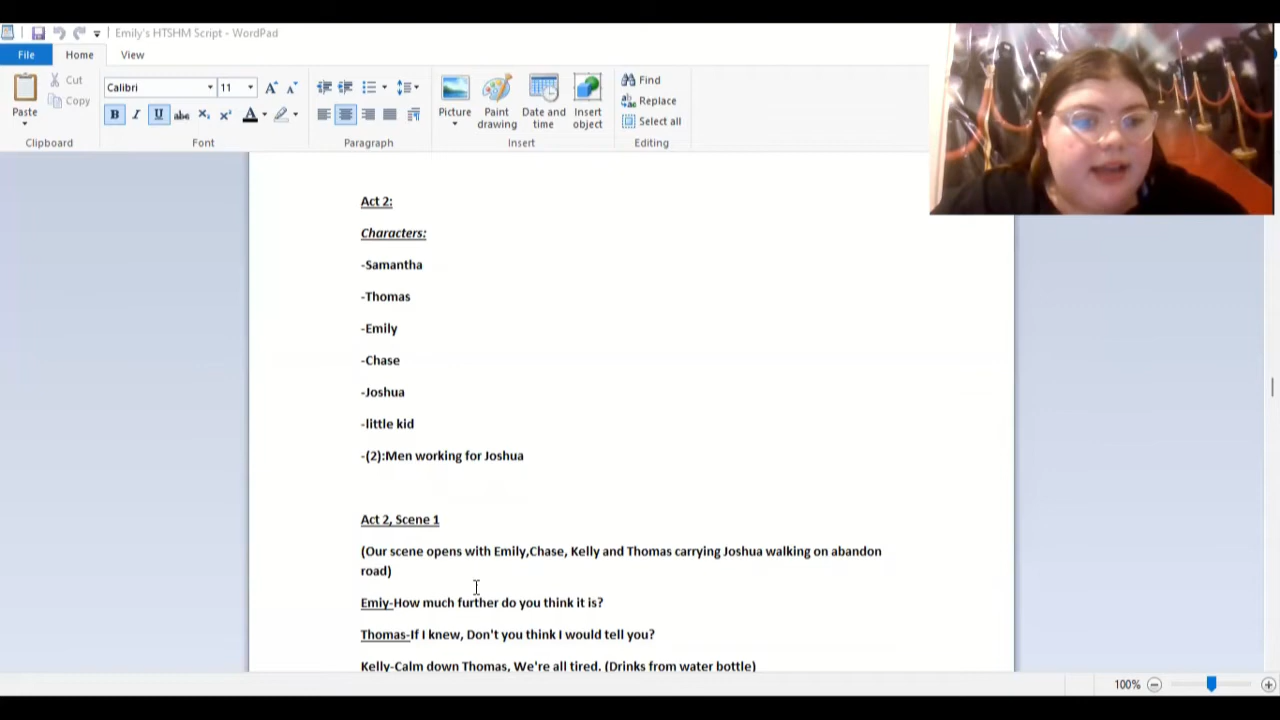 Emily's HTSHM Script - WordPad
File
Home
View
Paste
Cut
Copy
Clipboard
Calibri
11
B I U abc X₂ X² A
Font
Paragraph
Picture
Paint drawing
Date and time
Insert object
Insert
Find
Replace
Select all
Editing
Act 2:
Characters:
-Samantha
-Thomas
-Emily
-Chase
-Joshua
-little kid
-(2):Men working for Joshua
Act 2, Scene 1
(Our scene opens with Emily,Chase, Kelly and Thomas carrying Joshua walking on abandon
road)
Emiy-How much further do you think it is?
Thomas-If I knew, Don't you think I would tell you?
Kelly-Calm down Thomas, We're all tired. (Drinks from water bottle)
100%